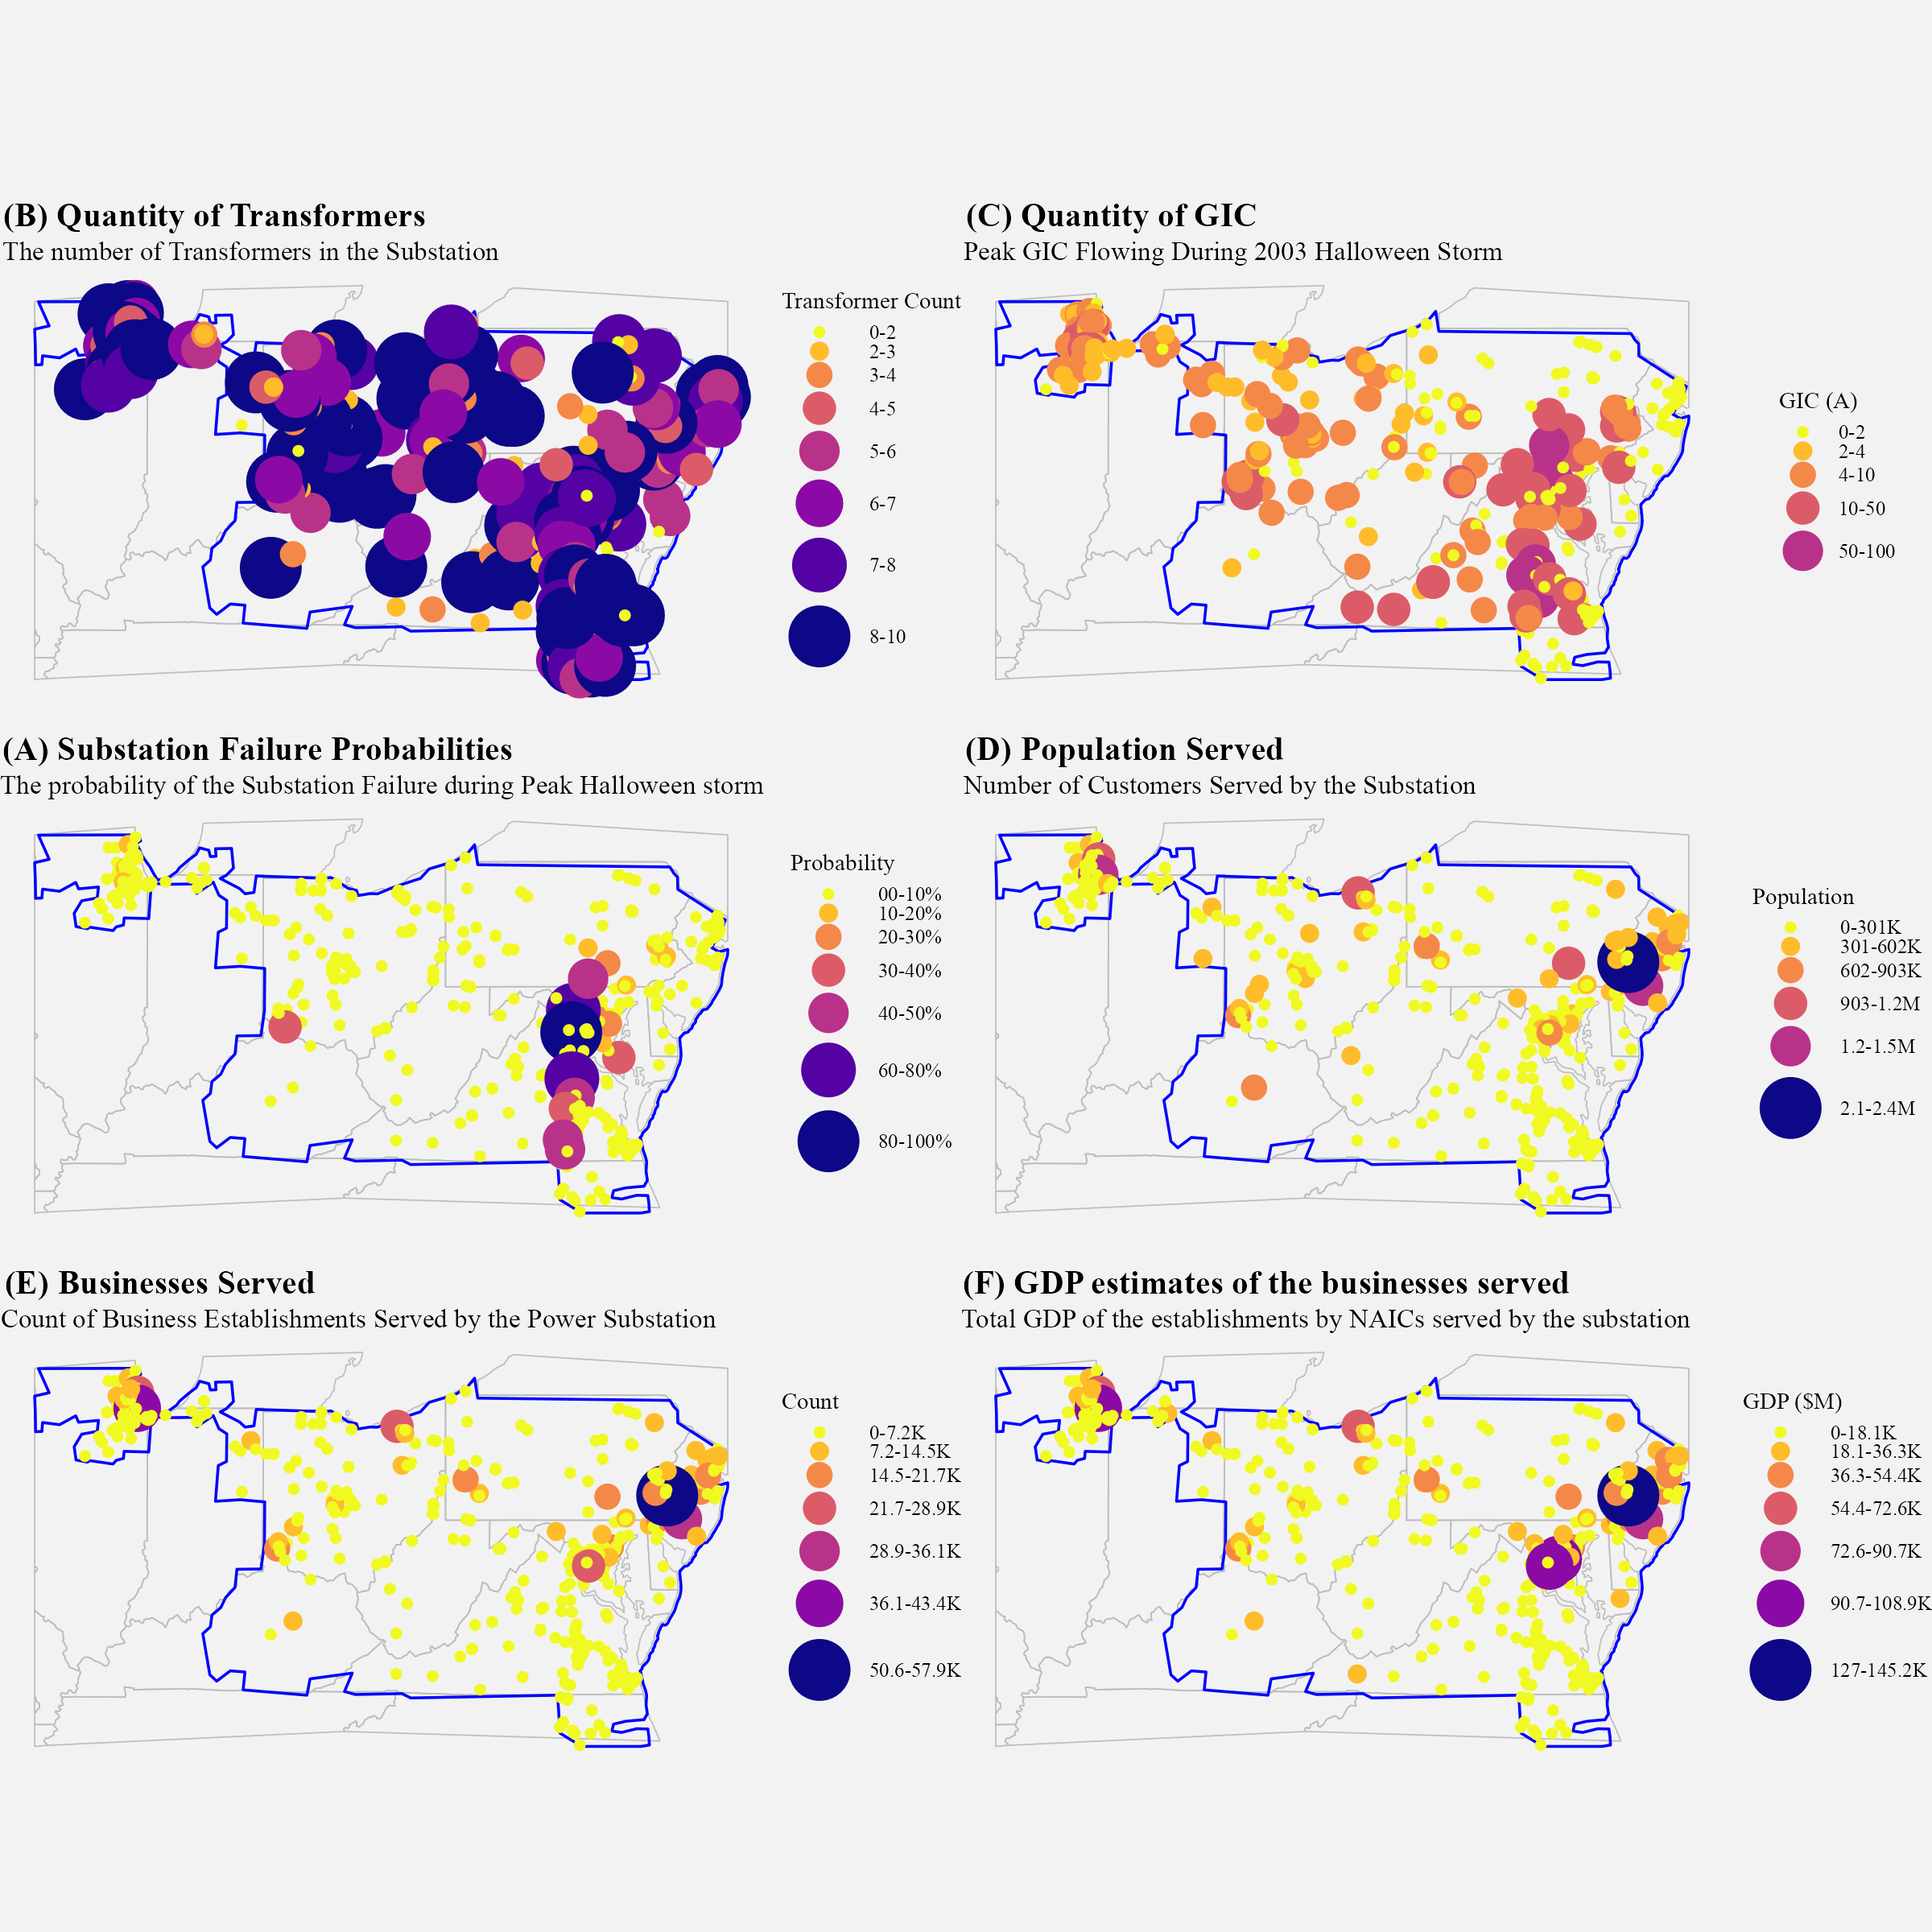 (B) Quantity of Transformers
The number of Transformers in the Substation
Transformer Count
0-2
2-3
3-4
4-5
5-6
6-7
7-8
8-10
(C) Quantity of GIC
Peak GIC Flowing During 2003 Halloween Storm
GIC (A)
0-2
2-4
4-10
10-50
50-100
(A) Substation Failure Probabilities
The probability of the Substation Failure during Peak Halloween storm
Probability
00-10%
10-20%
20-30%
30-40%
40-50%
60-80%
80-100%
(D) Population Served
Number of Customers Served by the Substation
Population
0-301K
301-602K
602-903K
903-1.2M
1.2-1.5M
2.1-2.4M
(E) Businesses Served
Count of Business Establishments Served by the Power Substation
Count
0-7.2K
7.2-14.5K
14.5-21.7K
21.7-28.9K
28.9-36.1K
36.1-43.4K
50.6-57.9K
(F) GDP estimates of the businesses served
Total GDP of the establishments by NAICs served by the substation
GDP ($M)
0-18.1K
18.1-36.3K
36.3-54.4K
54.4-72.6K
72.6-90.7K
90.7-108.9K
127-145.2K